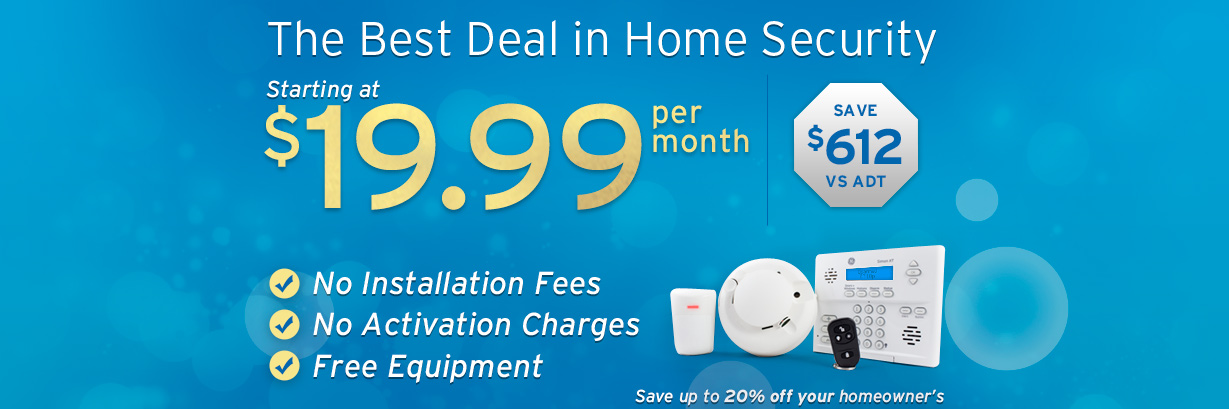 The Best Deal in Home Security
Starting at
$19.99 per month
SAVE
$612
VS ADT
No Installation Fees
No Activation Charges
Free Equipment
Save up to 20% off your homeowner's